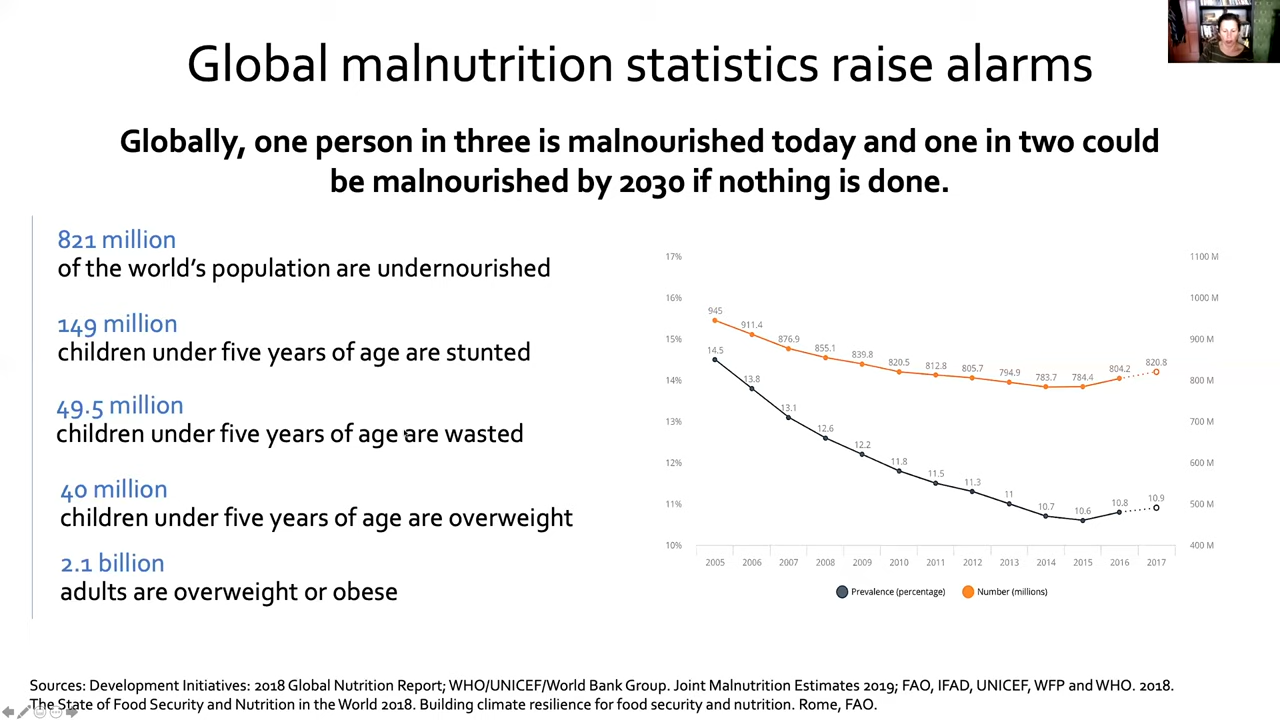 Global malnutrition statistics raise alarms
Globally, one person in three is malnourished today and one in two could
be malnourished by 2030 if nothing is done.
821 million
of the world's population are undernourished
149 million
children under five years of age are stunted
49.5 million
children under five years of age are wasted
40 million
children under five years of age are overweight
2.1 billion
adults are overweight or obese
17%
16%
15%
14%
13%
12%
11%
10%
1100 M
1000 M
900 M
800 M
700 M
600 M
500 M
400 M
945
911.4
876.9
855.1
839.8
820.5
812.8
805.7
794.9
783.7
784.4
804.2
820.8
14.5
13.8
13.1
12.6
12.2
11.8
11.5
11.3
11
10.7
10.6
10.8
10.9
2005 2006 2007 2008 2009 2010 2011 2012 2013 2014 2015 2016 2017
Prevalence (percentage) Number (millions)
Sources: Development Initiatives: 2018 Global Nutrition Report; WHO/UNICEF/World Bank Group. Joint Malnutrition Estimates 2019; FAO, IFAD, UNICEF, WFP and WHO. 2018.
The State of Food Security and Nutrition in the World 2018. Building climate resilience for food security and nutrition. Rome, FAO.